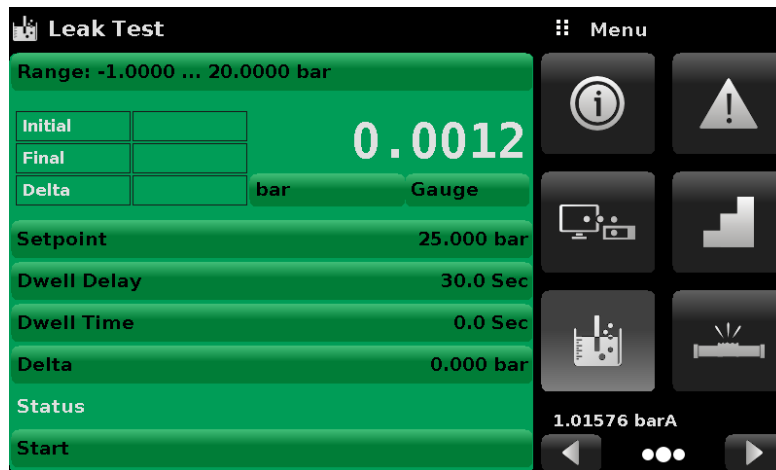 Leak Test
Range: -1.0000 ... 20.0000 bar
Initial
Final
Delta
0.0012
bar Gauge
Setpoint 25.000 bar
Dwell Delay 30.0 Sec
Dwell Time 0.0 Sec
Delta 0.000 bar
Status
Start
Menu
1.01576 barA